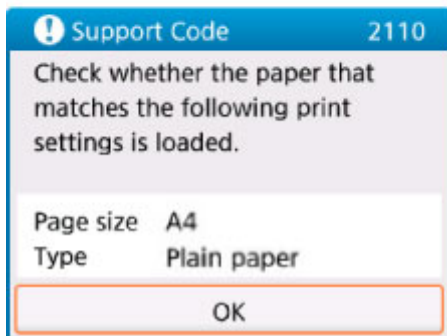 Support Code 2110
Check whether the paper that
matches the following print
settings is loaded.
Page size A4
Type Plain paper
OK